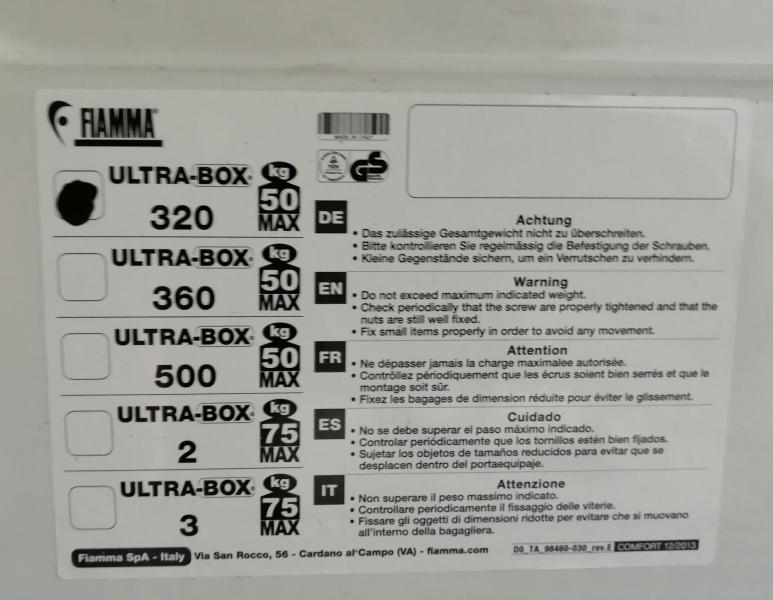 FIAMMA
ULTRA-BOX
320
kg
50
MAX
ULTRA-BOX
360
kg
50
MAX
ULTRA-BOX
500
kg
50
MAX
ULTRA-BOX
2
kg
75
MAX
ULTRA-BOX
3
kg
75
MAX
MADE IN ITALY
GS
DE
Achtung
• Das zulässige Gesamtgewicht nicht zu überschreiten.
• Bitte kontrollieren Sie regelmässig die Befestigung der Schrauben.
• Kleine Gegenstände sichern, um ein Verrutschen zu verhindern.
EN
Warning
• Do not exceed maximum indicated weight.
• Check periodically that the screw are properly tightened and that the
nuts are still well fixed.
• Fix small items properly in order to avoid any movement.
FR
Attention
• Ne dépasser jamais la charge maximalee autorisée.
• Contrôllez périodiquement que les écrus soient bien serrés et que le
montage soit sûr.
• Fixez les bagages de dimension réduite pour éviter le glissement.
ES
Cuidado
• No se debe superar el paso máximo indicado.
• Controlar periódicamente que los tornillos estén bien fijados.
• Sujetar los objetos de tamaños reducidos para evitar que se
desplacen dentro del portaequipaje.
IT
Attenzione
• Non superare il peso massimo indicato.
• Controllare periodicamente il fissaggio delle viterie.
• Fissare gli oggetti di dimensioni ridotte per evitare che si muovano
all'interno della bagagliera.
Fiamma SpA - Italy Via San Rocco, 56 - Cardano al Campo (VA) - fiamma.com
DO_TA_98460-030_rev.E COMFORT 12/2013